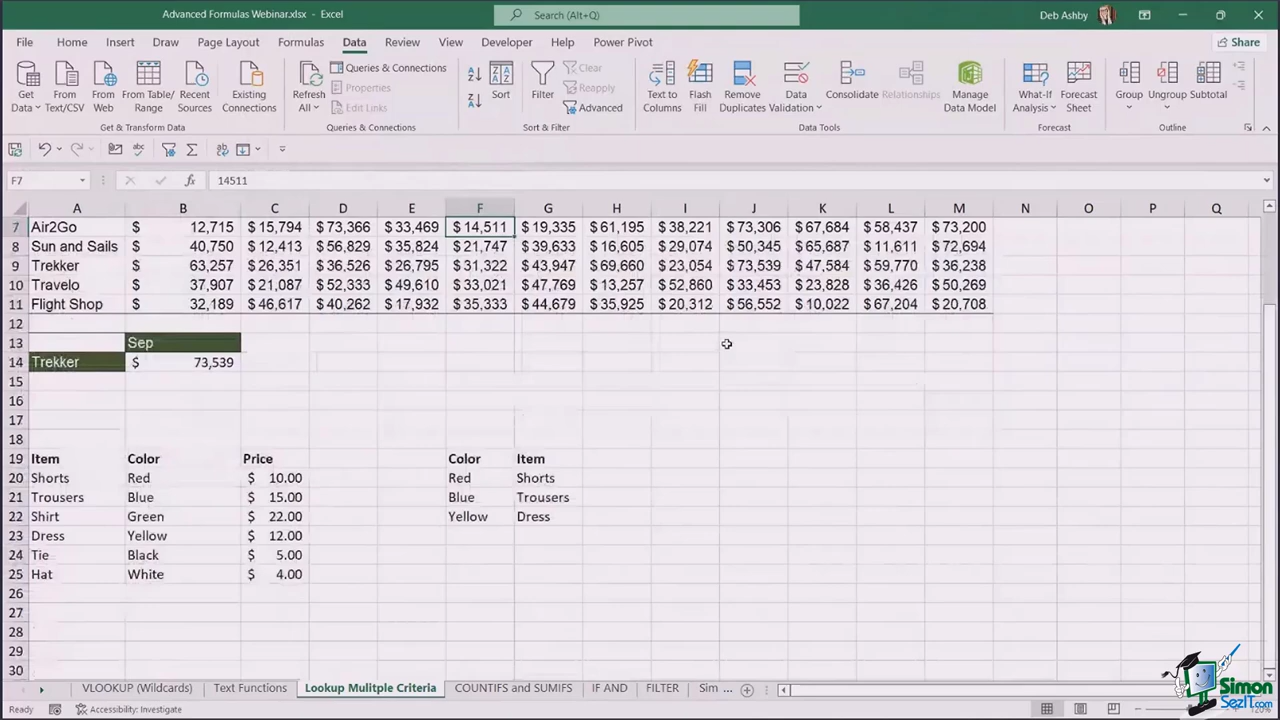 Advanced Formulas Webinar.xlsx - Excel
Search (Alt+Q)
Deb Ashby
File Home Insert Draw Page Layout Formulas Data Review View Developer Help Power Pivot
Share
Get Data
From Text/CSV
From Web
From Table/ Range
Recent Sources
Existing Connections
Refresh All
Queries & Connections
Properties
Edit Links
Sort
Filter
Clear
Reapply
Advanced
Text to Columns
Flash Fill
Remove Duplicates
Data Validation
Consolidate
Relationships
Manage Data Model
What-If Analysis
Forecast Sheet
Group
Ungroup
Subtotal
Get & Transform Data
Queries & Connections
Sort & Filter
Data Tools
Forecast
Outline
F7
fx
14511
A B C D E F G H I J K L M N O P Q
7 Air2Go $ 12,715 $ 15,794 $ 73,366 $ 33,469 $ 14,511 $ 19,335 $ 61,195 $ 38,221 $ 73,306 $ 67,684 $ 58,437 $ 73,200
8 Sun and Sails $ 40,750 $ 12,413 $ 56,829 $ 35,824 $ 21,747 $ 39,633 $ 16,605 $ 29,074 $ 50,345 $ 65,687 $ 11,611 $ 72,694
9 Trekker $ 63,257 $ 26,351 $ 36,526 $ 26,795 $ 31,322 $ 43,947 $ 69,660 $ 23,054 $ 73,539 $ 47,584 $ 59,770 $ 36,238
10 Travelo $ 37,907 $ 21,087 $ 52,333 $ 49,610 $ 33,021 $ 47,769 $ 13,257 $ 52,860 $ 33,453 $ 23,828 $ 36,426 $ 50,269
11 Flight Shop $ 32,189 $ 46,617 $ 40,262 $ 17,932 $ 35,333 $ 44,679 $ 35,925 $ 20,312 $ 56,552 $ 10,022 $ 67,204 $ 20,708
12
13 Sep
14 Trekker $ 73,539
15
16
17
18
19 Item Color Price Color Item
20 Shorts Red $ 10.00 Red Shorts
21 Trousers Blue $ 15.00 Blue Trousers
22 Shirt Green $ 22.00 Yellow Dress
23 Dress Yellow $ 12.00
24 Tie Black $ 5.00
25 Hat White $ 4.00
26
27
28
29
30
VLOOKUP (Wildcards) Text Functions Lookup Mulitple Criteria COUNTIFS and SUMIFS IF AND FILTER Sim ...
Ready
Accessibility: Investigate
120%
Simon
SezIT.com